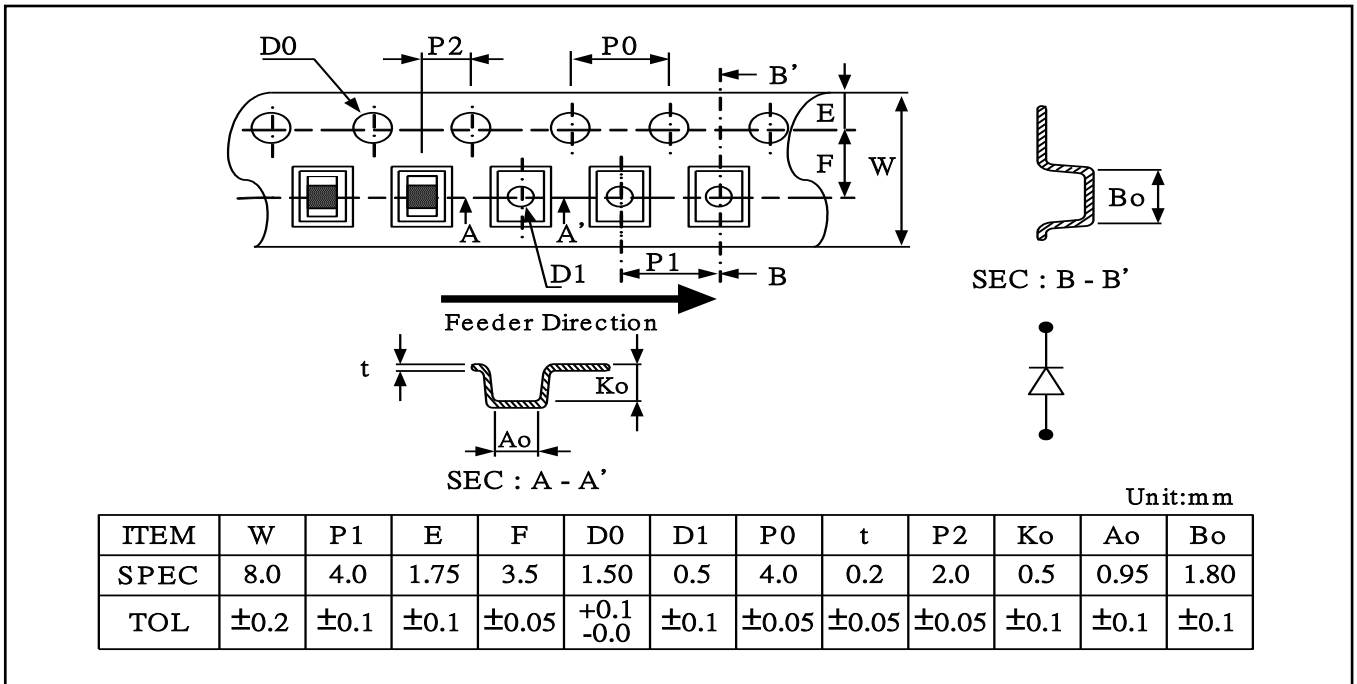 D0
P2
P0
B’
E
F
W
A
A’
D1
P1
B
Bo
SEC : B - B’
Feeder Direction
t
Ko
Ao
SEC : A - A’
Unit:mm
ITEM W P1 E F D0 D1 P0 t P2 Ko Ao Bo
SPEC 8.0 4.0 1.75 3.5 1.50 0.5 4.0 0.2 2.0 0.5 0.95 1.80
TOL ±0.2 ±0.1 ±0.1 ±0.05 +0.1 -0.0 ±0.1 ±0.05 ±0.05 ±0.05 ±0.1 ±0.1 ±0.1